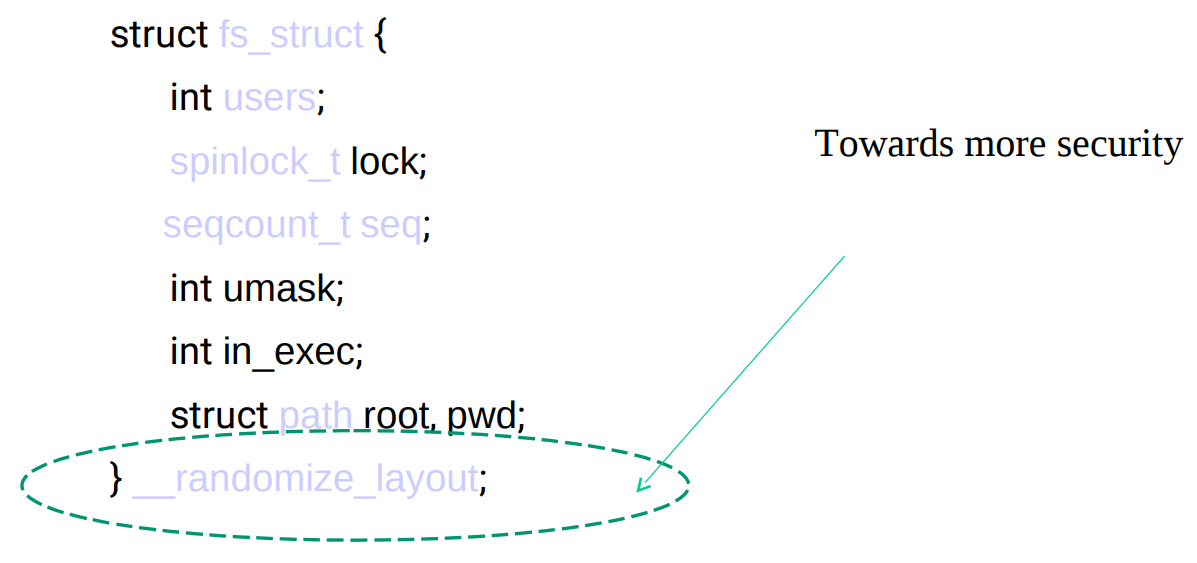 struct fs_struct {
int users;
Towards more security
spinlock_t lock;
seqcount_t seq;
int umask;
int in_exec;
struct path root, pwd;
} __randomize_layout;